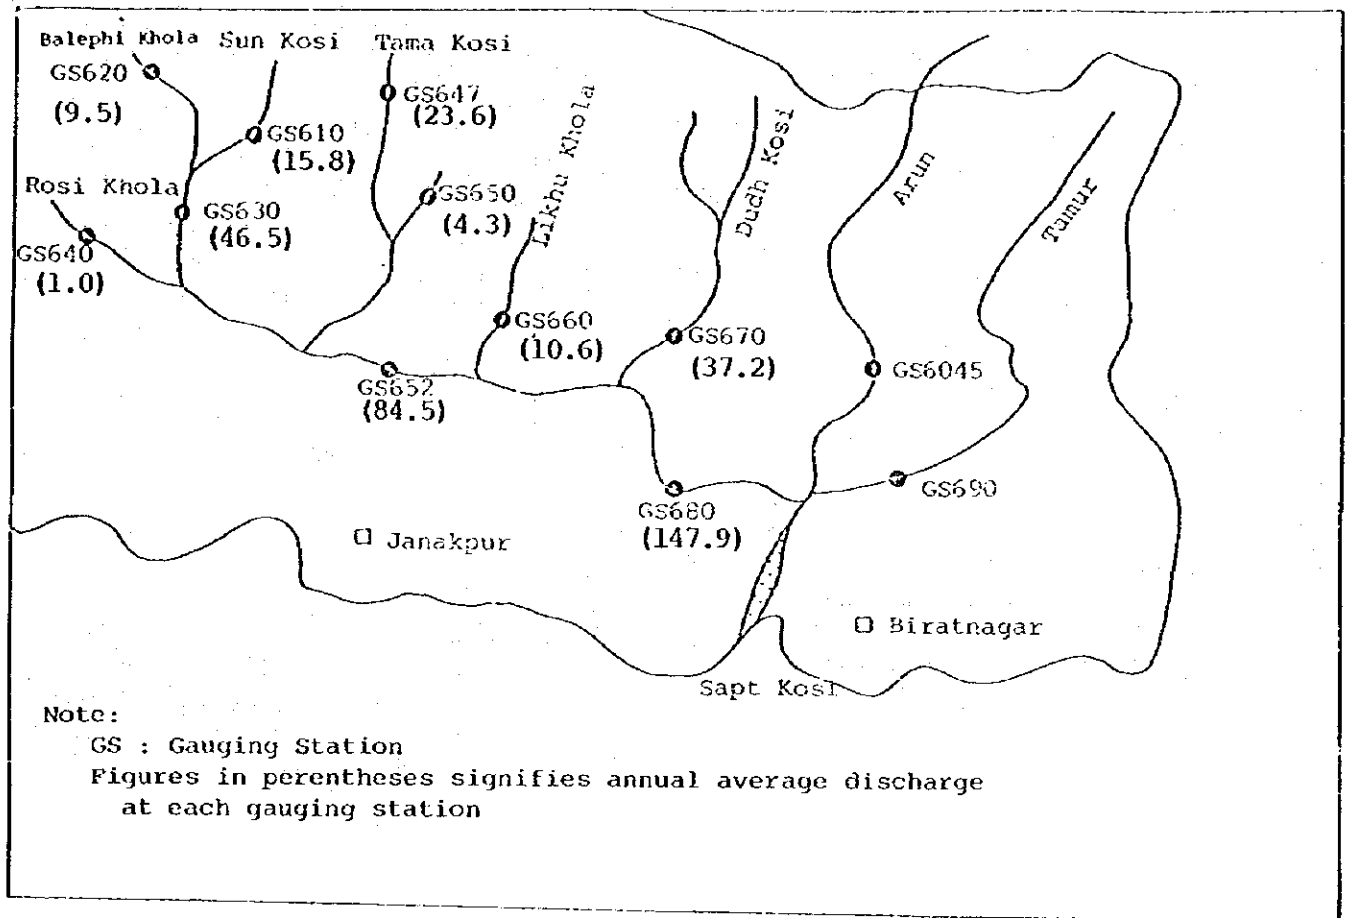 Balephi Khola
Sun Kosi
Tama Kosi
GS620
(9.5)
GS647
(23.6)
GS610
(15.8)
Likhu Khola
Dudh Kosi
Arun
Tamur
Rosi Khola
GS630
(46.5)
GS650
(4.3)
GS640
(1.0)
GS660
(10.6)
GS670
(37.2)
GS6045
GS652
(84.5)
GS690
GS680
(147.9)
Janakpur
Biratnagar
Sapt Kosi
Note:
GS : Gauging Station
Figures in perentheses signifies annual average discharge
at each gauging station